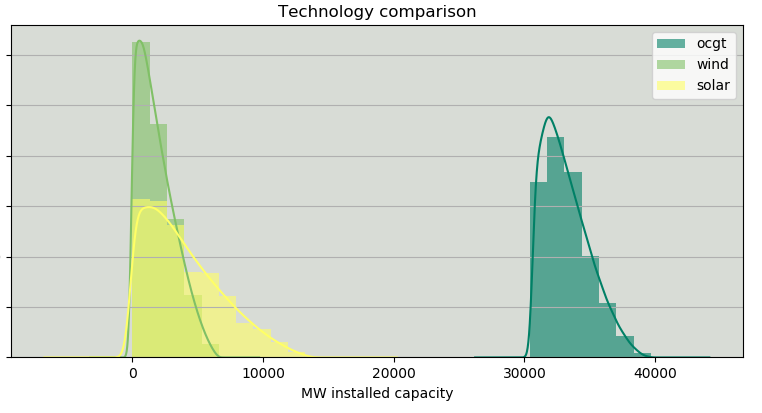 Technology comparison
ocgt
wind
solar
0 10000 20000 30000 40000
MW installed capacity